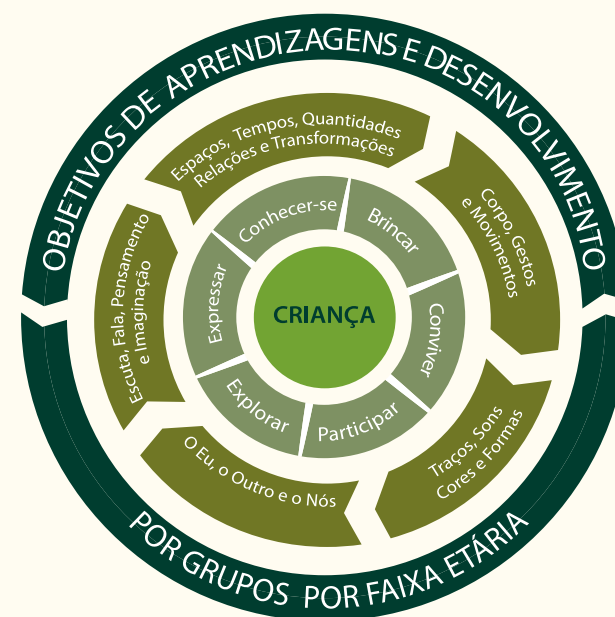 OBJETIVOS DE APRENDIZAGENS E DESENVOLVIMENTO
POR GRUPOS POR FAIXA ETÁRIA
Espaços, Tempos, Quantidades
Relações e Transformações
Corpo, Gestos
e Movimentos
Traços, Sons
Cores e Formas
O Eu, o Outro e o Nós
Escuta, Fala, Pensamento
e Imaginação
Conhecer-se
Brincar
Conviver
Participar
Explorar
Expressar
CRIANÇA